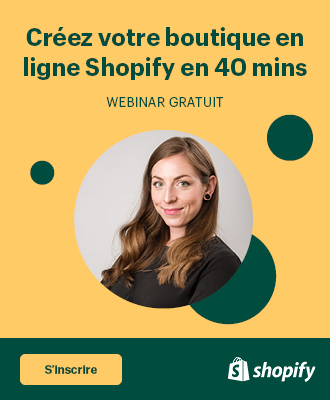 Créez votre boutique en
ligne Shopify en 40 mins
WEBINAR GRATUIT
S'inscrire
shopify